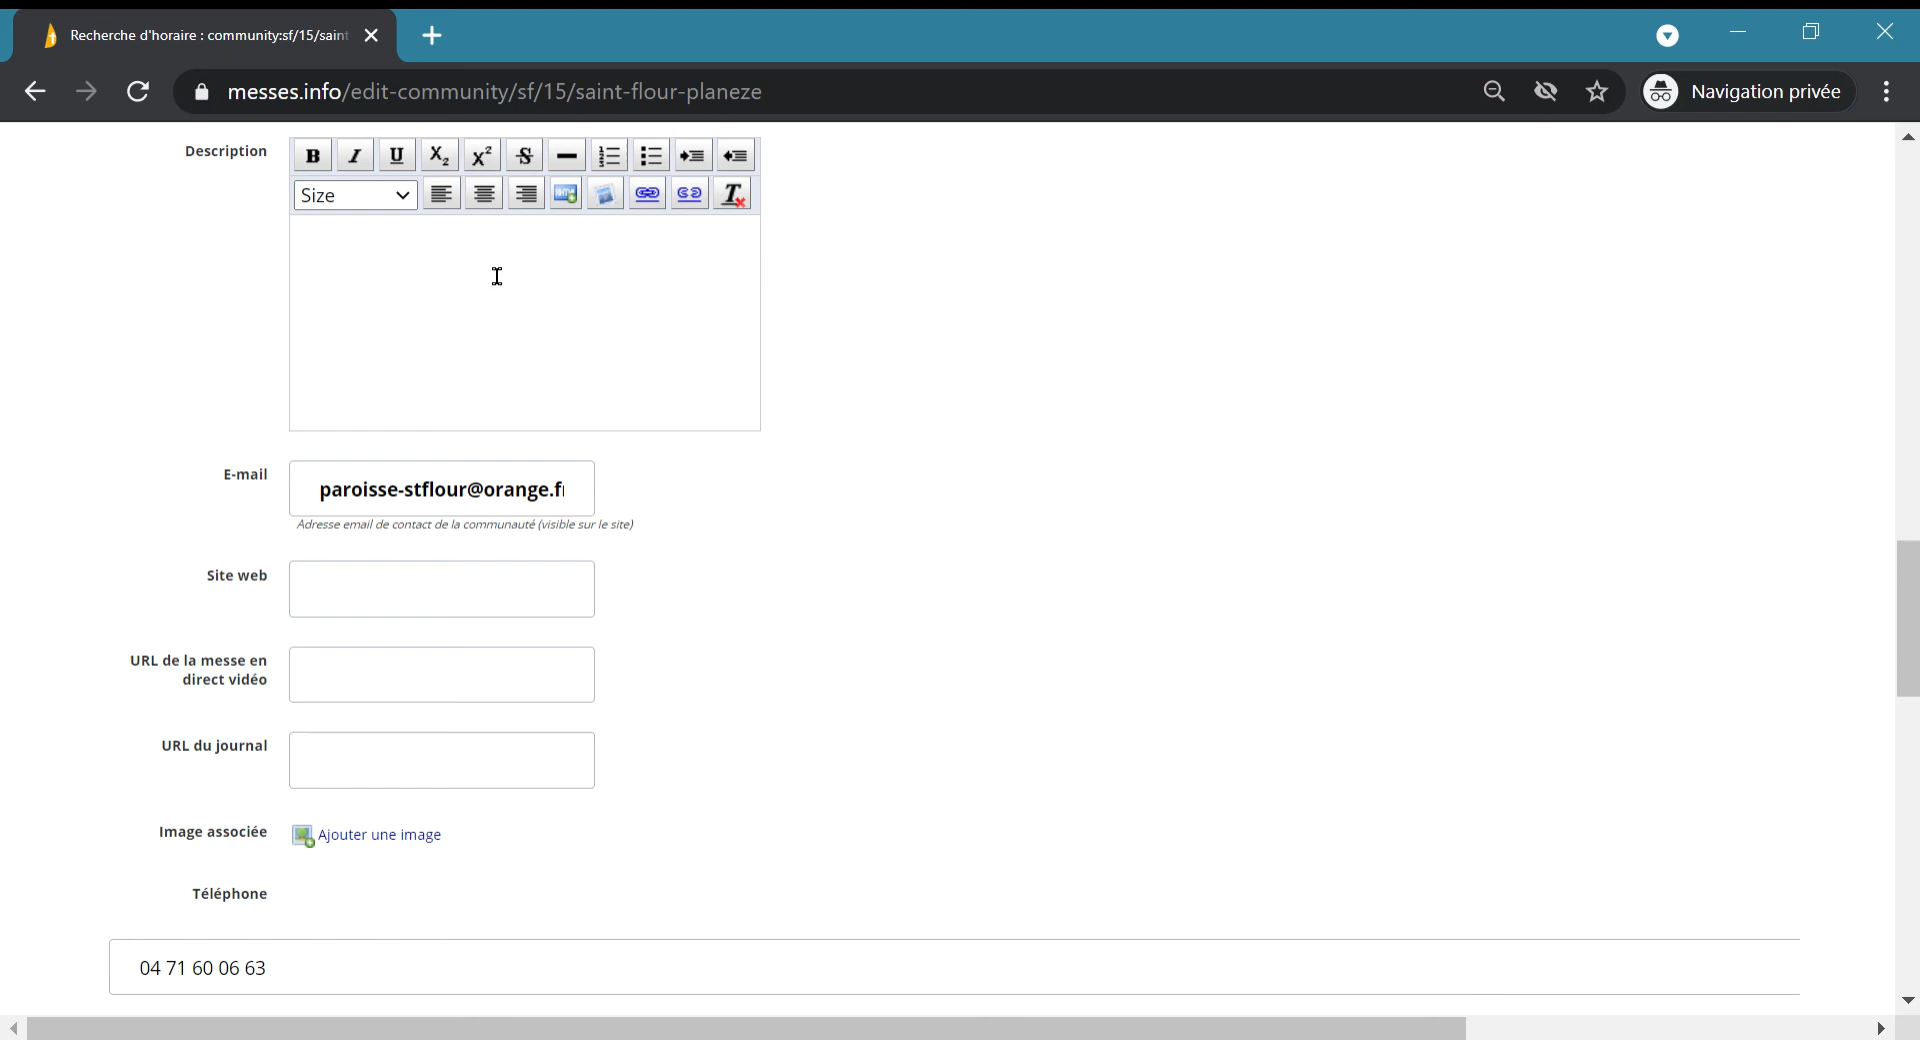 Recherche d'horaire : community:sf/15/saint
messes.info/edit-community/sf/15/saint-flour-planeze
Navigation privée
Description
B I U X2 X2 S
Size
T
E-mail
paroisse-stflour@orange.fr
Adresse email de contact de la communauté (visible sur le site)
Site web
URL de la messe en
direct vidéo
URL du journal
Image associée
Ajouter une image
Téléphone
04 71 60 06 63